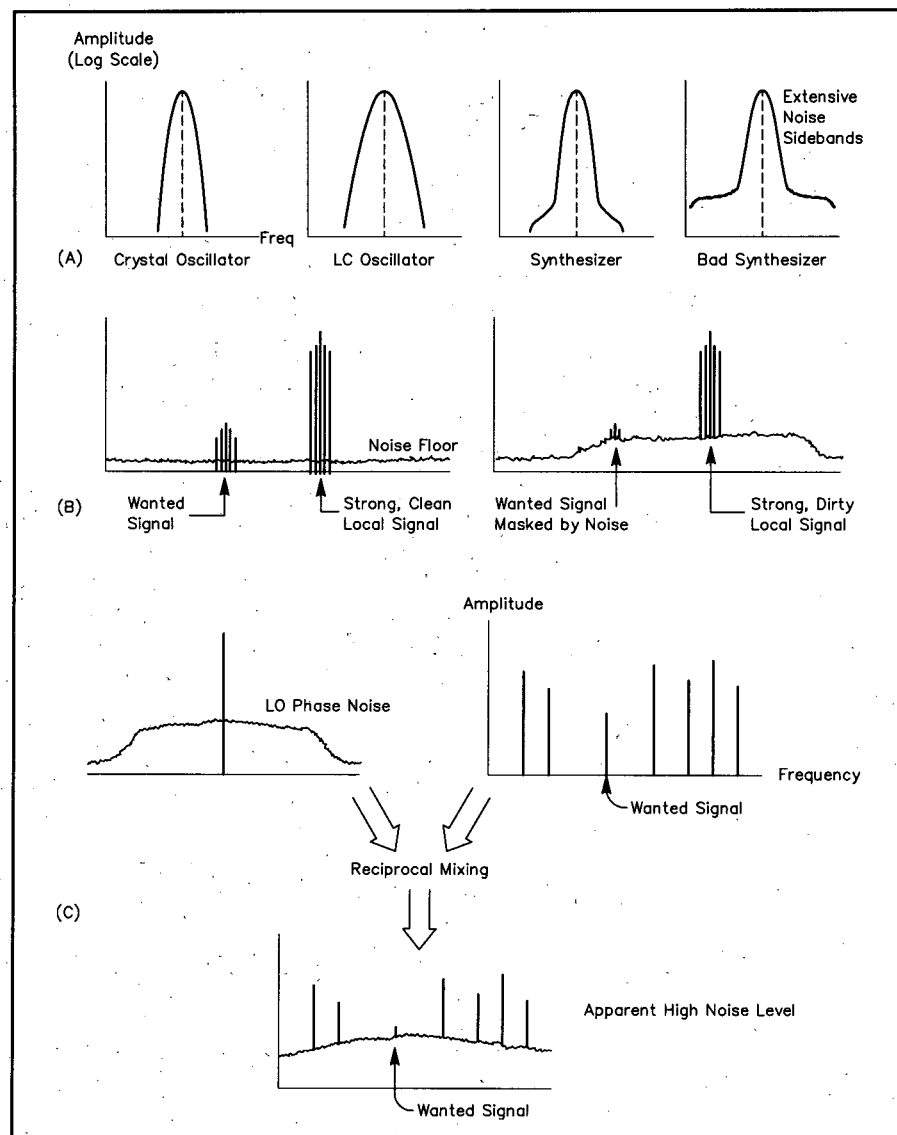 Amplitude
(Log Scale)
Extensive
Noise
Sidebands
Freq
(A)
Crystal Oscillator
LC Oscillator
Synthesizer
Bad Synthesizer
Noise Floor
(B)
Wanted
Signal
Strong, Clean
Local Signal
Wanted Signal
Masked by Noise
Strong, Dirty
Local Signal
Amplitude
LO Phase Noise
Frequency
Wanted Signal
Reciprocal Mixing
(C)
Apparent High Noise Level
Wanted Signal